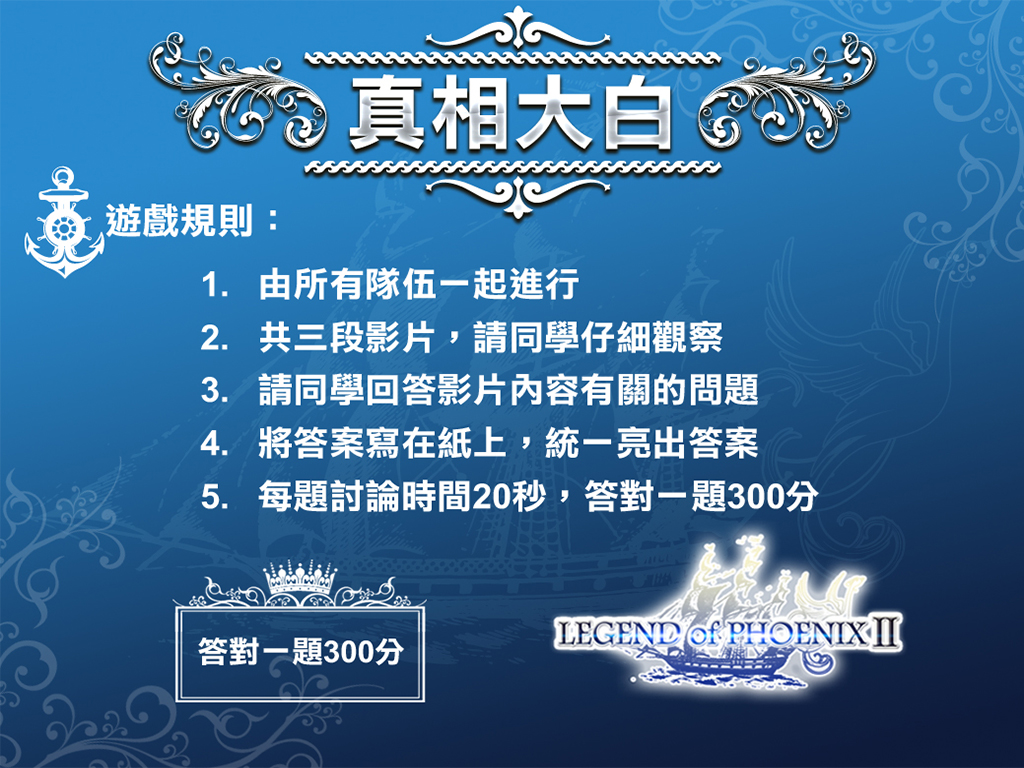 真相大白
遊戲規則：
1. 由所有隊伍一起進行
2. 共三段影片，請同學仔細觀察
3. 請同學回答影片內容有關的問題
4. 將答案寫在紙上，統一亮出答案
5. 每題討論時間20秒，答對一題300分
答對一題300分
LEGEND of PHOENIX II